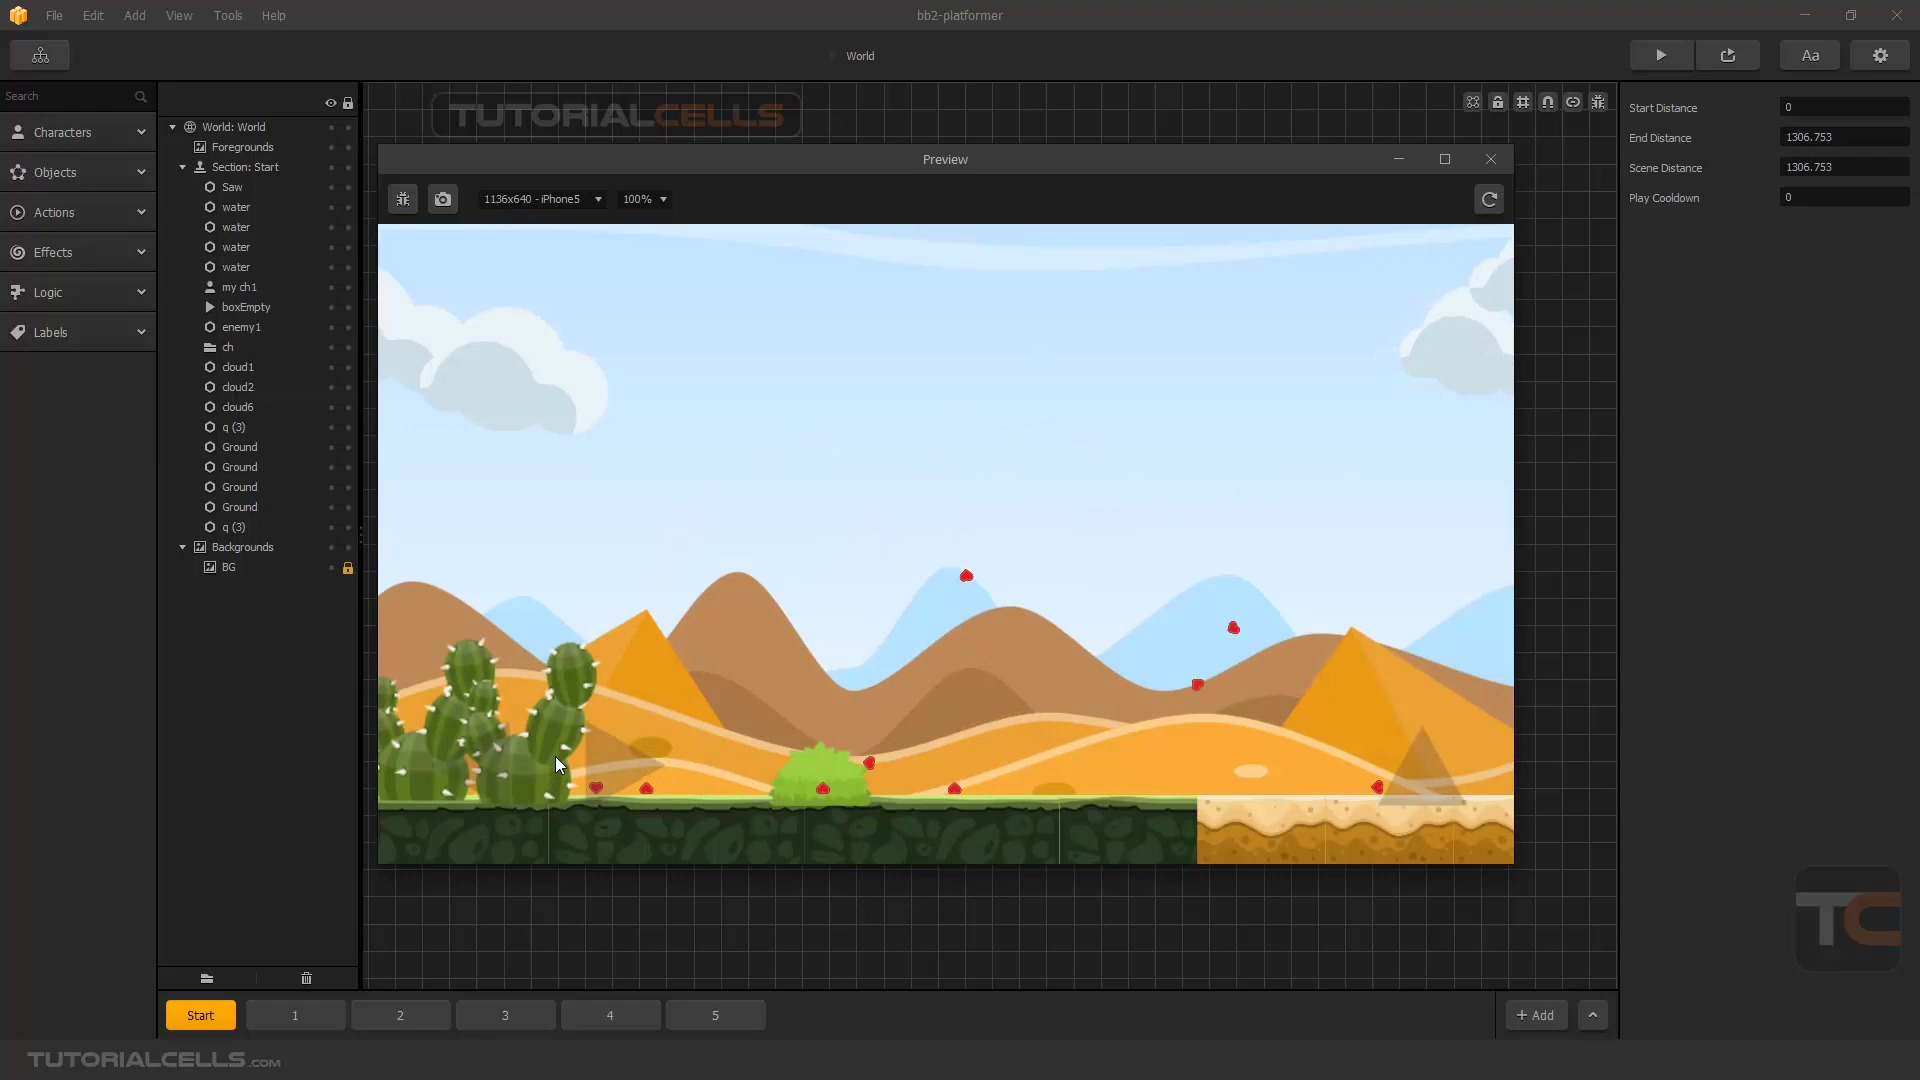 File Edit Add View Tools Help
bb2-platformer
World
Aa
Search
Characters
Objects
Actions
Effects
Logic
Labels
World: World
Foregrounds
Section: Start
Saw
water
water
water
water
my ch1
boxEmpty
enemy1
ch
cloud1
cloud2
cloud6
q (3)
Ground
Ground
Ground
Ground
q (3)
Backgrounds
BG
TUTORIALCELLS
Preview
1136x640 - iPhone5 100%
Start Distance 0
End Distance 1306.753
Scene Distance 1306.753
Play Cooldown 0
TC
Start 1 2 3 4 5
+ Add
TUTORIALCELLS.COM